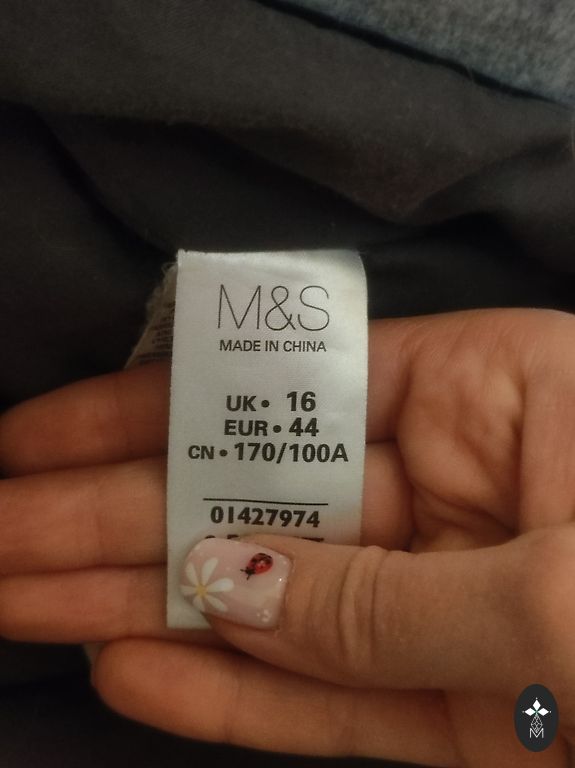 M&S
MADE IN CHINA
UK • 16
EUR • 44
CN • 170/100A
01427974